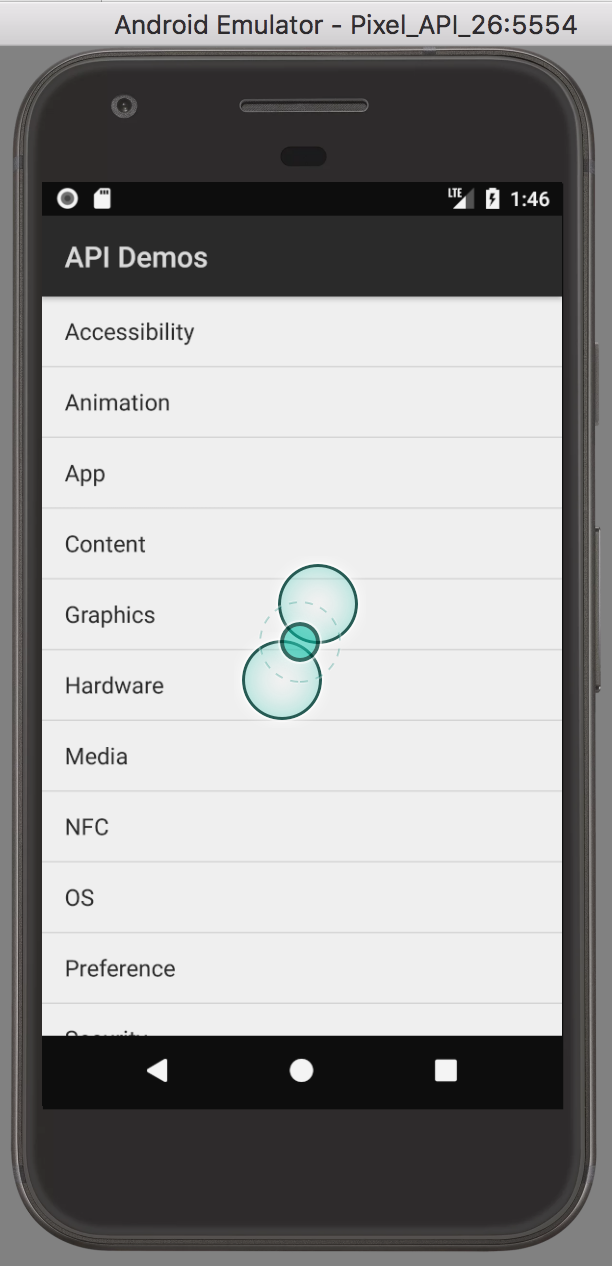 Android Emulator - Pixel_API_26:5554
LTE 1:46
API Demos
Accessibility
Animation
App
Content
Graphics
Hardware
Media
NFC
OS
Preference
Security